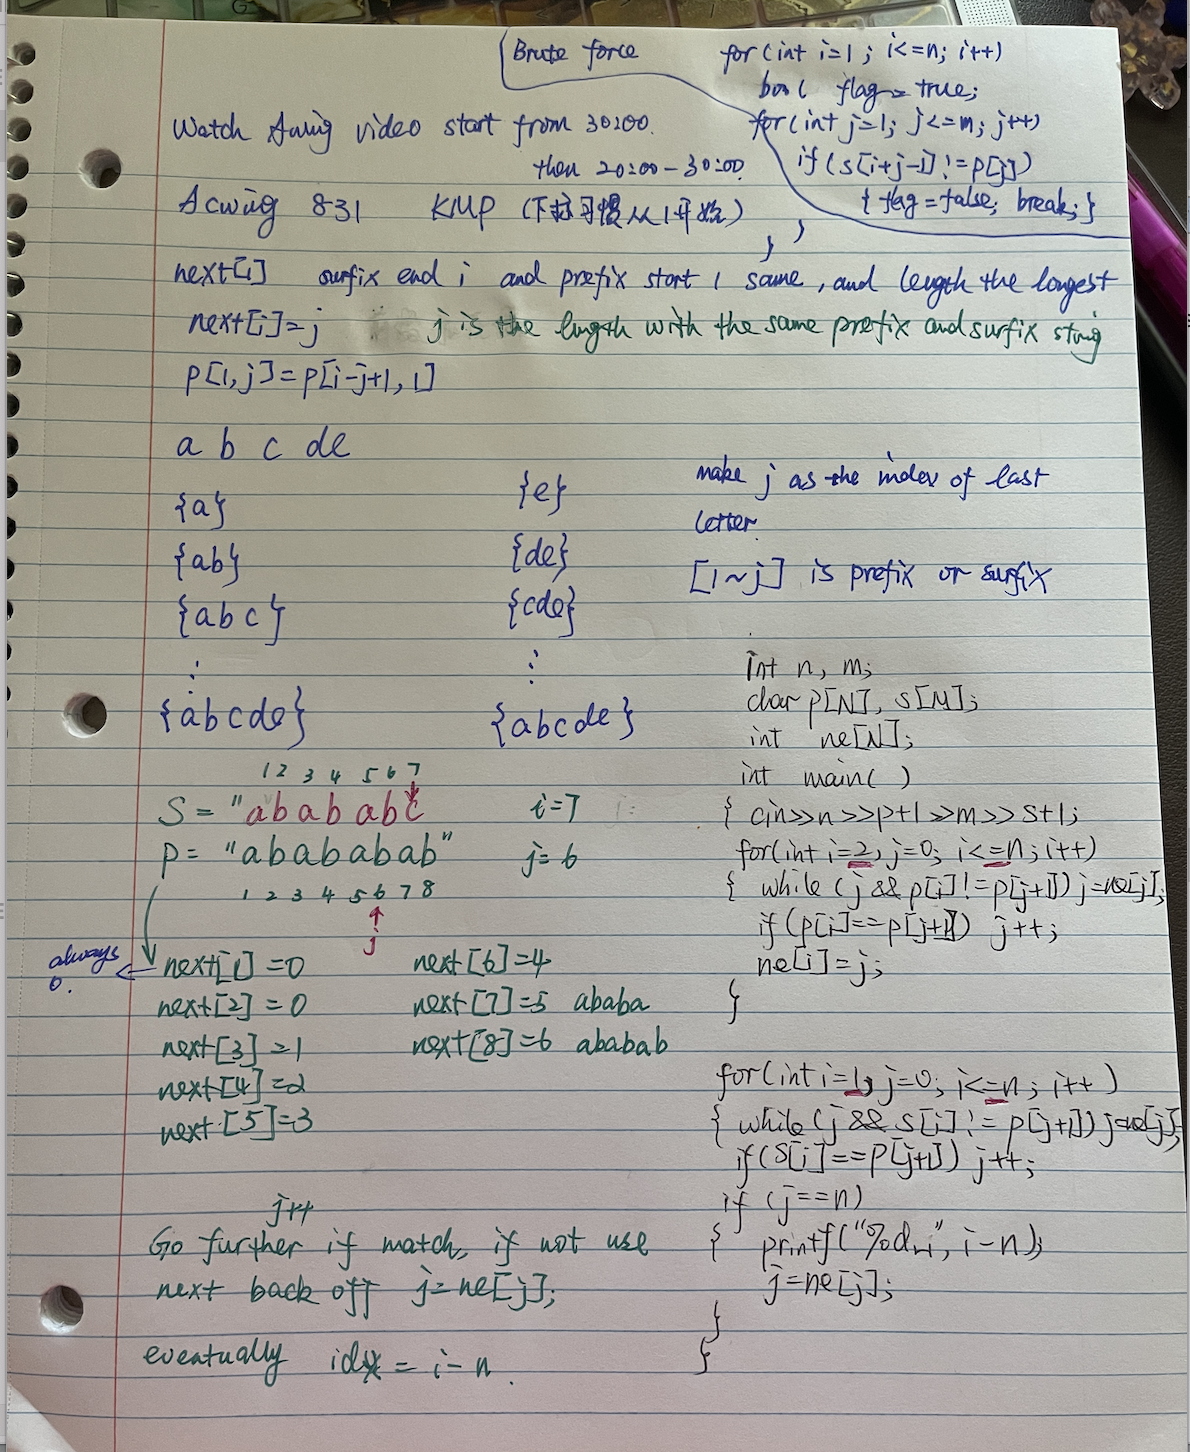 Brute force
for(int i=1; i<=n; i++)
bool flag=true;
for(int j=1; j<=m; j++)
if(s[i+j-1]!=p[j])
{flag=false; break;}
Watch Acwing video start from 30:00.
then 20:00-30:00.
Acwing 831 KMP (下标习惯从1开始)
next[i] surfix end i and prefix start 1 same, and length the longest
next[i]=j j is the length with the same prefix and surfix string
p[1,j]=p[i-j+1,1]
a b c de
{a} {e}
{ab} {de}
{abc} {cde}
⋮ ⋮
{abcde} {abcde}
make j as the index of last
letter.
[1~j] is prefix or surfix
1 2 3 4 5 6 7
S = "abababc i=7
p= "abababab" j=6
1 2 3 4 5 6 7 8
j
always
0.
next[1]=0 next[6]=4
next[2]=0 next[7]=5 ababa
next[3]=1 next[8]=6 ababab
next[4]=2
next[5]=3
j++
Go further if match, if not use
next back off j=ne[j];
eventually idx = i-n.
int n, m;
char p[N], s[M];
int ne[N];
int main()
{ cin>>n>>p+1>>m>>s+1;
for(int i=2, j=0; i<=n; i++)
{ while(j && p[i]!=p[j+1]) j=ne[j];
if(p[i]==p[j+1]) j++;
ne[i]=j;
}
for(int i=1, j=0; i<=n; i++)
{ while(j && s[i]!=p[j+1]) j=ne[j];
if(s[i]==p[j+1]) j++;
if (j==n)
{ printf("%d␣", i-n);
j=ne[j];
}
}